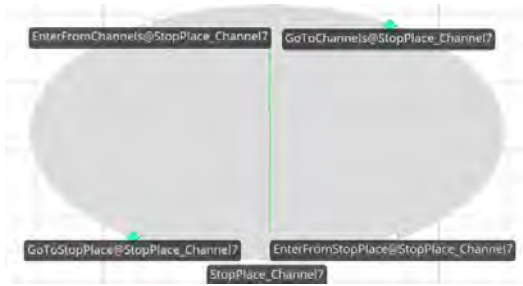 EnterFromChannels@StopPlace_Channel7
GoToChannels@StopPlace_Channel7
GoToStopPlace@StopPlace_Channel7
EnterFromStopPlace@StopPlace_Channel7
StopPlace_Channel7